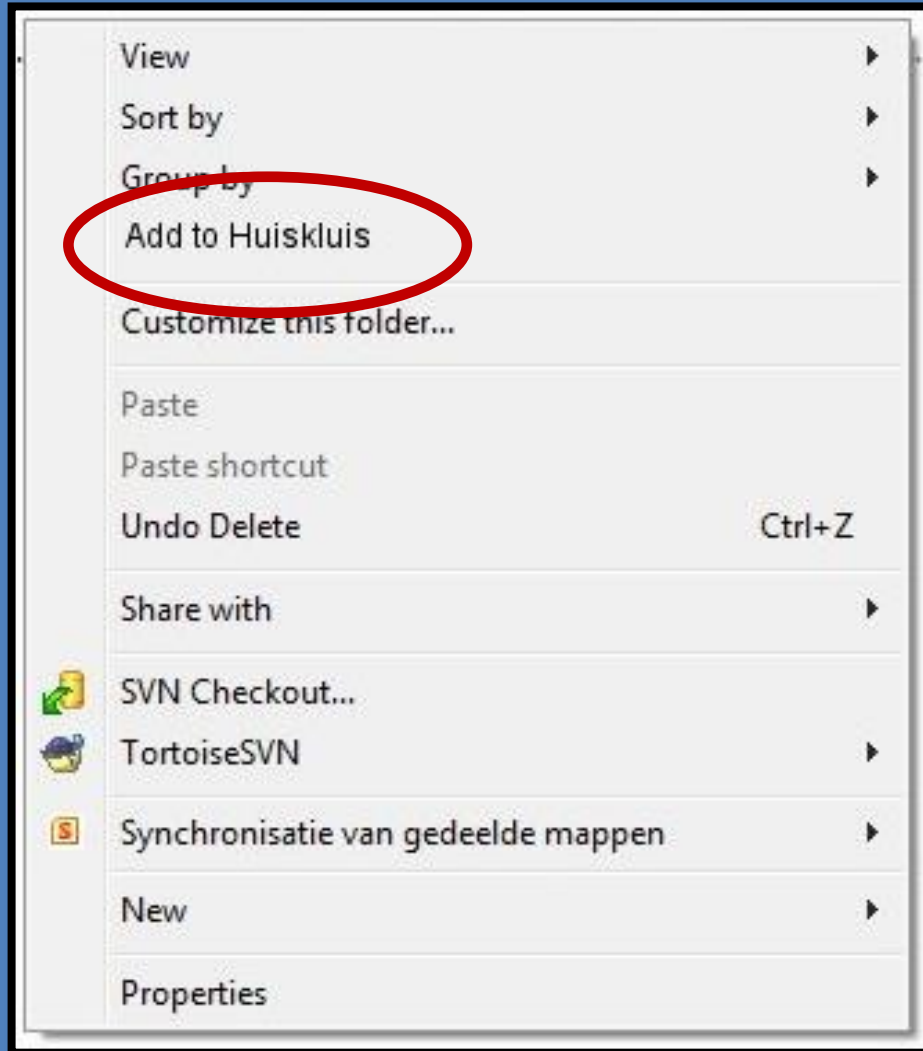 View
Sort by
Group by
Add to Huiskluis
Customize this folder...
Paste
Paste shortcut
Undo Delete Ctrl+Z
Share with
SVN Checkout...
TortoiseSVN
Synchronisatie van gedeelde mappen
New
Properties